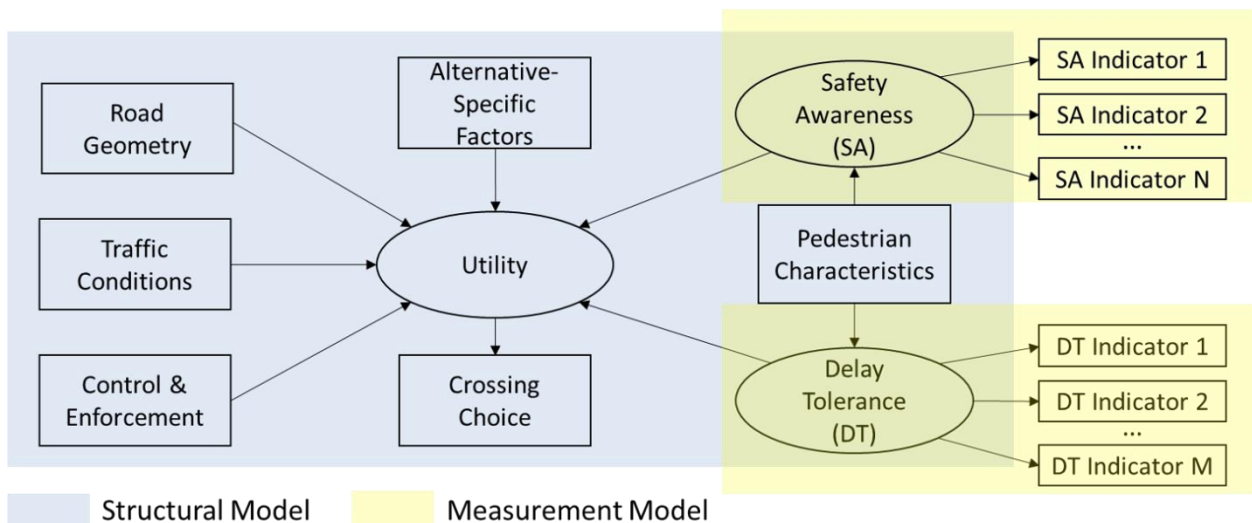 Road
Geometry
Traffic
Conditions
Control &
Enforcement
Alternative-
Specific
Factors
Utility
Crossing
Choice
Safety
Awareness
(SA)
Pedestrian
Characteristics
Delay
Tolerance
(DT)
SA Indicator 1
SA Indicator 2
...
SA Indicator N
DT Indicator 1
DT Indicator 2
...
DT Indicator M
Structural Model
Measurement Model